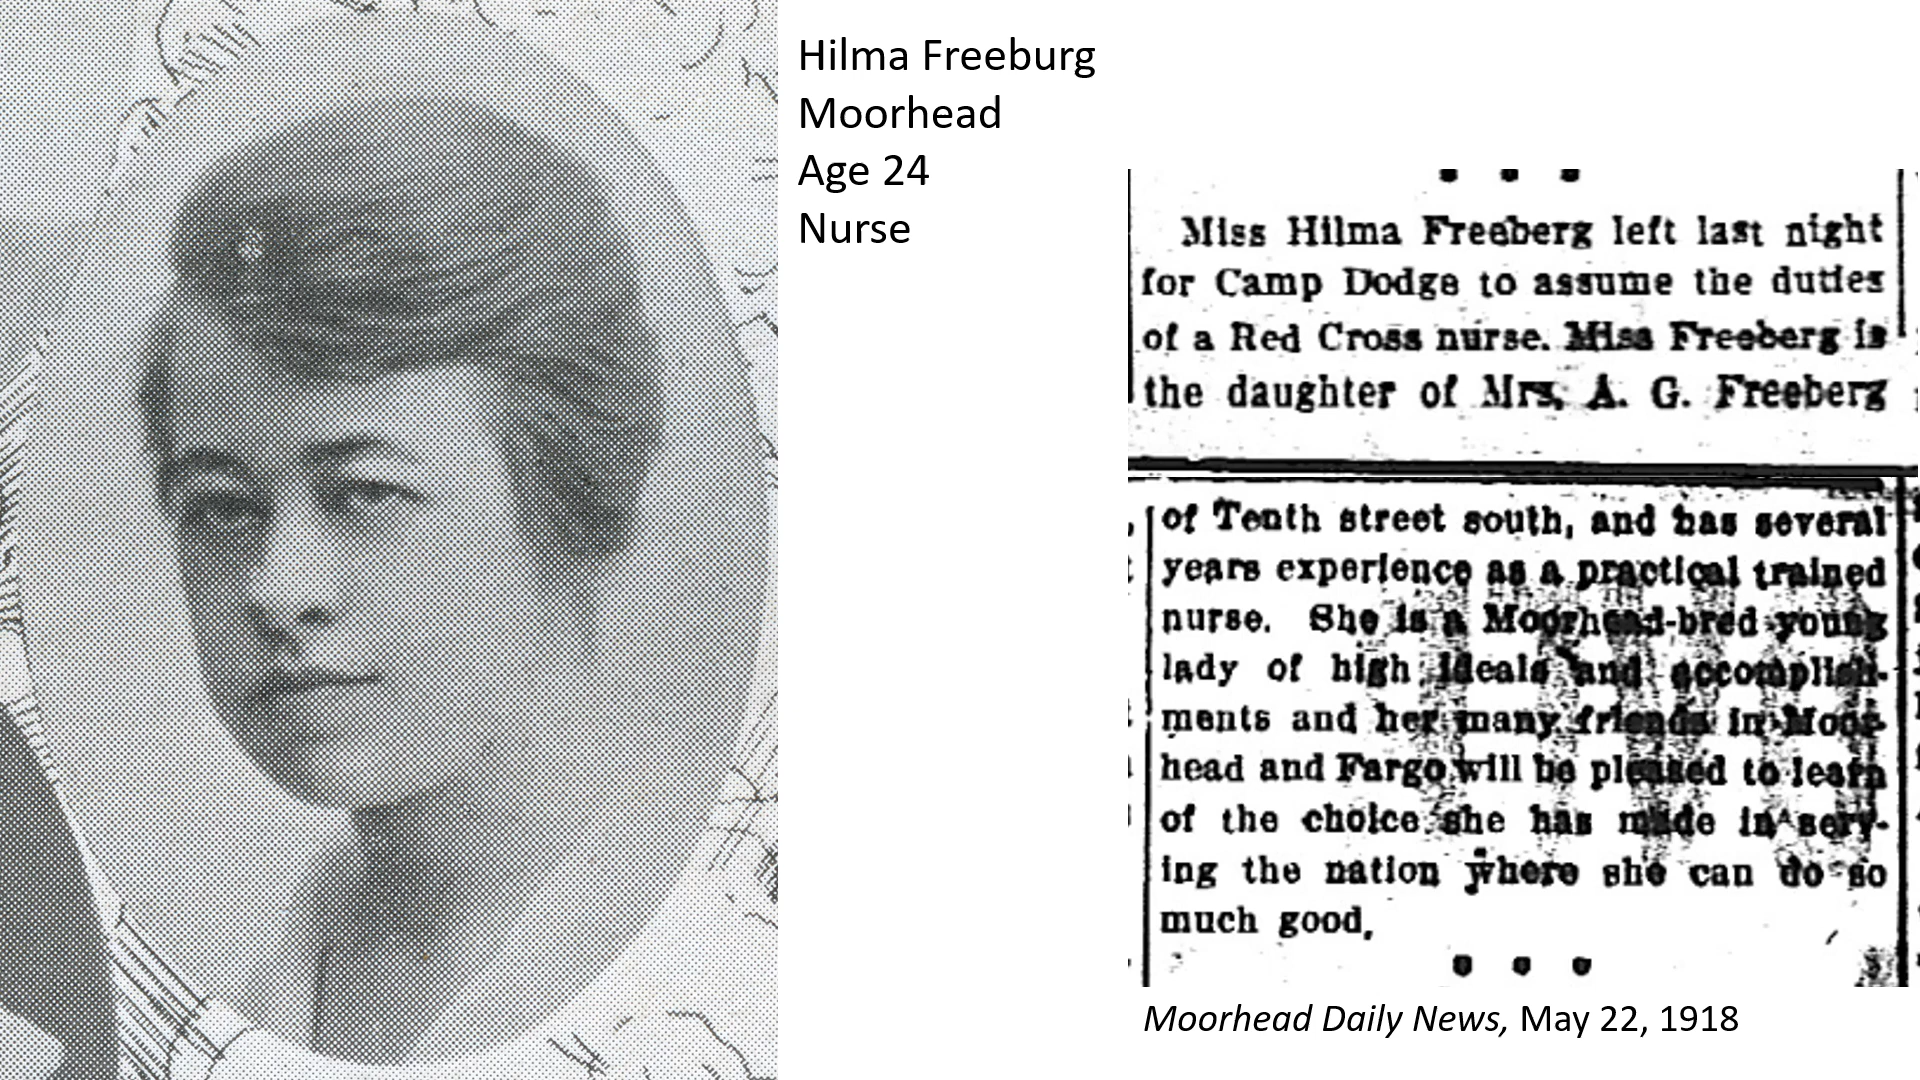 Hilma Freeburg
Moorhead
Age 24
Nurse
Miss Hilma Freeberg left last night
for Camp Dodge to assume the duties
of a Red Cross nurse. Miss Freeberg is
the daughter of Mrs. A. G. Freeberg
of Tenth street south, and has several
years experience as a practical trained
nurse. She is a Moorhead-bred young
lady of high ideals and accomplish-
ments and her many friends in Moor-
head and Fargo will be pleased to learn
of the choice she has made in serv-
ing the nation where she can do so
much good,
Moorhead Daily News, May 22, 1918